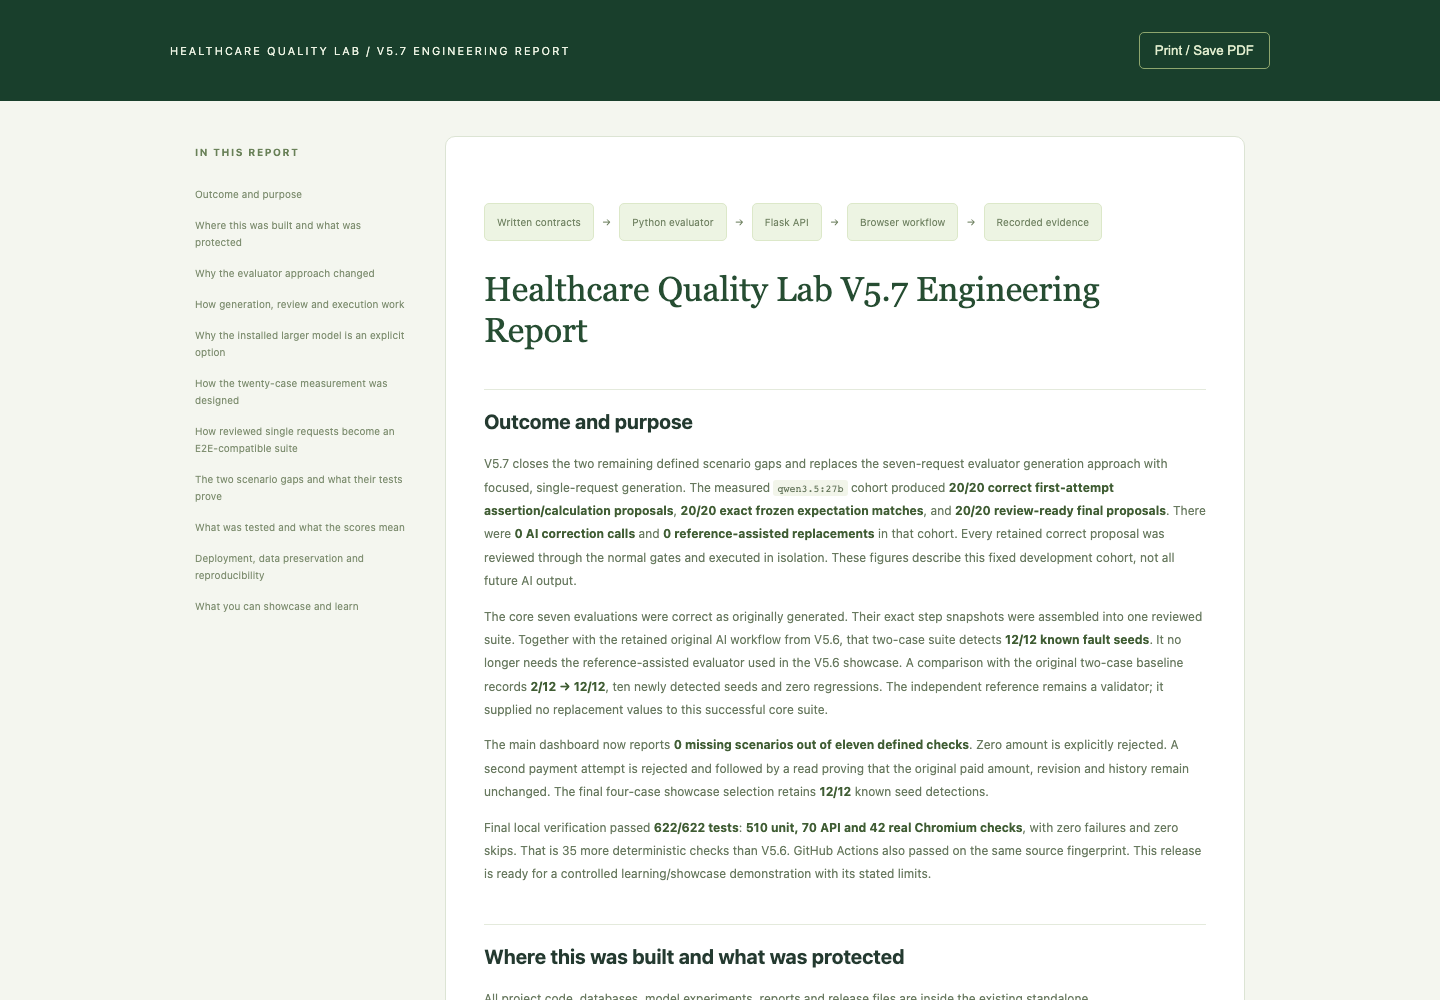 HEALTHCARE QUALITY LAB / V5.7 ENGINEERING REPORT
Print / Save PDF
IN THIS REPORT
Outcome and purpose
Where this was built and what was
protected
Why the evaluator approach changed
How generation, review and execution work
Why the installed larger model is an explicit
option
How the twenty-case measurement was
designed
How reviewed single requests become an
E2E-compatible suite
The two scenario gaps and what their tests
prove
What was tested and what the scores mean
Deployment, data preservation and
reproducibility
What you can showcase and learn
Written contracts → Python evaluator → Flask API → Browser workflow → Recorded evidence
Healthcare Quality Lab V5.7 Engineering
Report
Outcome and purpose
V5.7 closes the two remaining defined scenario gaps and replaces the seven-request evaluator generation approach with
focused, single-request generation. The measured qwen3.5:27b cohort produced 20/20 correct first-attempt
assertion/calculation proposals, 20/20 exact frozen expectation matches, and 20/20 review-ready final proposals. There
were 0 AI correction calls and 0 reference-assisted replacements in that cohort. Every retained correct proposal was
reviewed through the normal gates and executed in isolation. These figures describe this fixed development cohort, not all
future AI output.
The core seven evaluations were correct as originally generated. Their exact step snapshots were assembled into one reviewed
suite. Together with the retained original AI workflow from V5.6, that two-case suite detects 12/12 known fault seeds. It no
longer needs the reference-assisted evaluator used in the V5.6 showcase. A comparison with the original two-case baseline
records 2/12 → 12/12, ten newly detected seeds and zero regressions. The independent reference remains a validator; it
supplied no replacement values to this successful core suite.
The main dashboard now reports 0 missing scenarios out of eleven defined checks. Zero amount is explicitly rejected. A
second payment attempt is rejected and followed by a read proving that the original paid amount, revision and history remain
unchanged. The final four-case showcase selection retains 12/12 known seed detections.
Final local verification passed 622/622 tests: 510 unit, 70 API and 42 real Chromium checks, with zero failures and zero
skips. That is 35 more deterministic checks than V5.6. GitHub Actions also passed on the same source fingerprint. This release
is ready for a controlled learning/showcase demonstration with its stated limits.
Where this was built and what was protected
All project code, databases, model experiments, reports and release files are inside the existing standalone